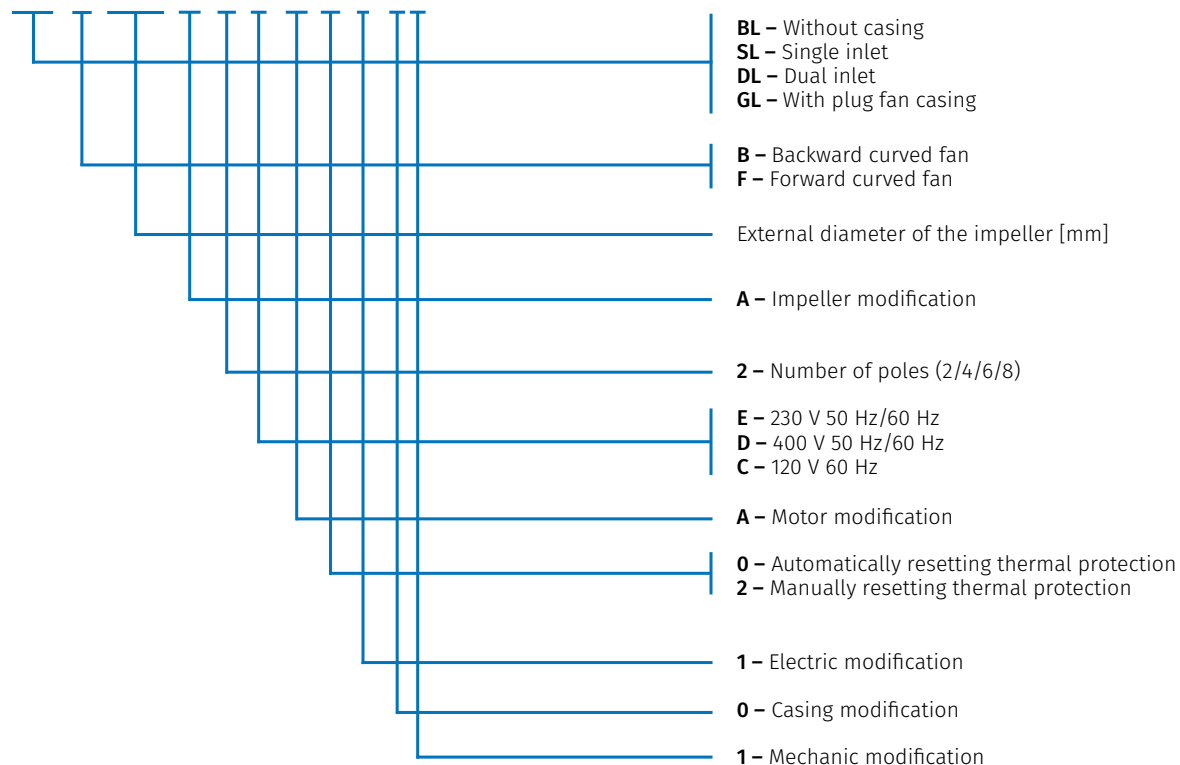 BL – Without casing
SL – Single inlet
DL – Dual inlet
GL – With plug fan casing
B – Backward curved fan
F – Forward curved fan
External diameter of the impeller [mm]
A – Impeller modification
2 – Number of poles (2/4/6/8)
E – 230 V 50 Hz/60 Hz
D – 400 V 50 Hz/60 Hz
C – 120 V 60 Hz
A – Motor modification
0 – Automatically resetting thermal protection
2 – Manually resetting thermal protection
1 – Electric modification
0 – Casing modification
1 – Mechanic modification